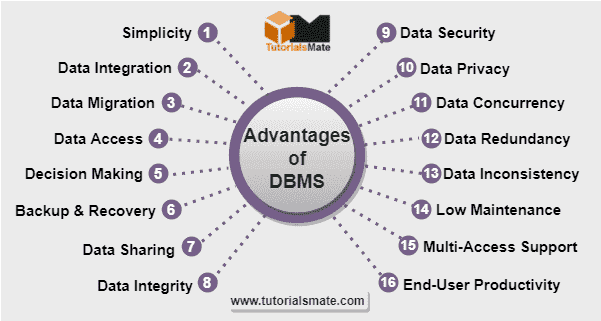 TutorialsMate
Advantages
of
DBMS
Simplicity 1
Data Integration 2
Data Migration 3
Data Access 4
Decision Making 5
Backup & Recovery 6
Data Sharing 7
Data Integrity 8
9 Data Security
10 Data Privacy
11 Data Concurrency
12 Data Redundancy
13 Data Inconsistency
14 Low Maintenance
15 Multi-Access Support
16 End-User Productivity
www.tutorialsmate.com